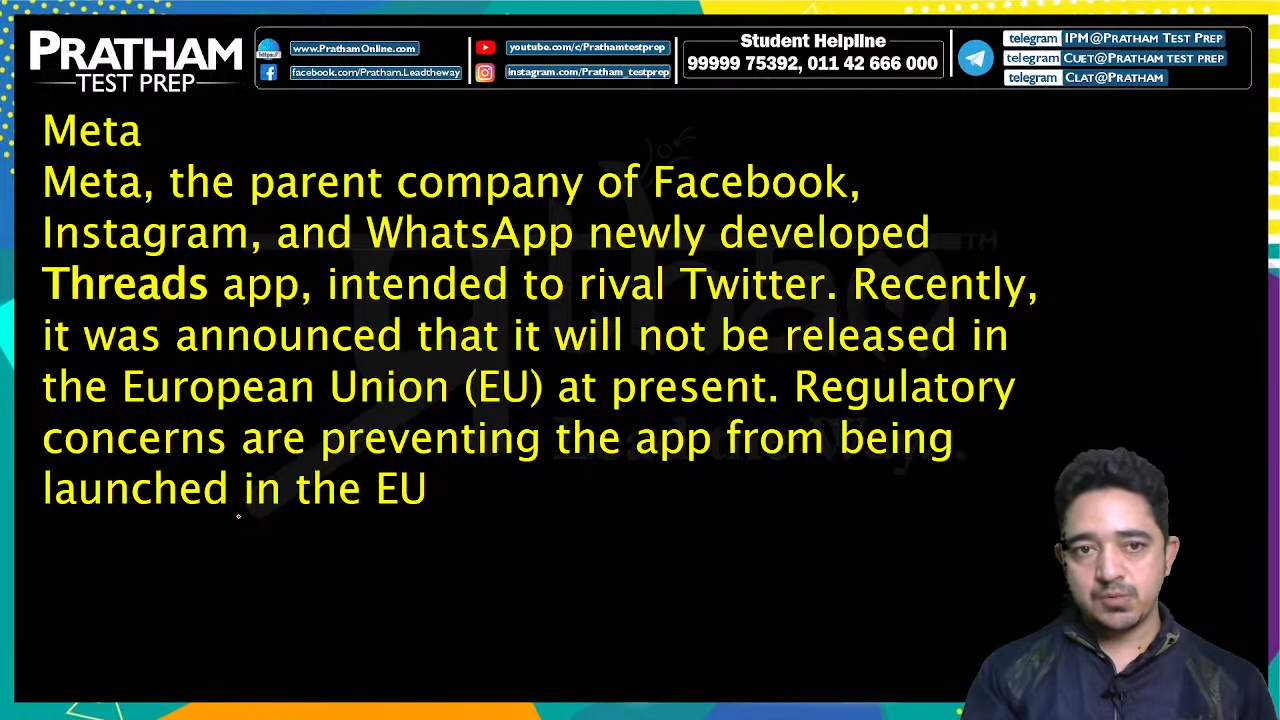 PRATHAM
TEST PREP
https://
www.PrathamOnline.com
facebook.com/Pratham.Leadtheway
youtube.com/c/Prathamtestprep
instagram.com/Pratham_testprep
Student Helpline
99999 75392, 011 42 666 000
telegram IPM@PRATHAM TEST PREP
telegram CUET@PRATHAM TEST PREP
telegram CLAT@PRATHAM
Meta
Meta, the parent company of Facebook,
Instagram, and WhatsApp newly developed
Threads app, intended to rival Twitter. Recently,
it was announced that it will not be released in
the European Union (EU) at present. Regulatory
concerns are preventing the app from being
launched in the EU